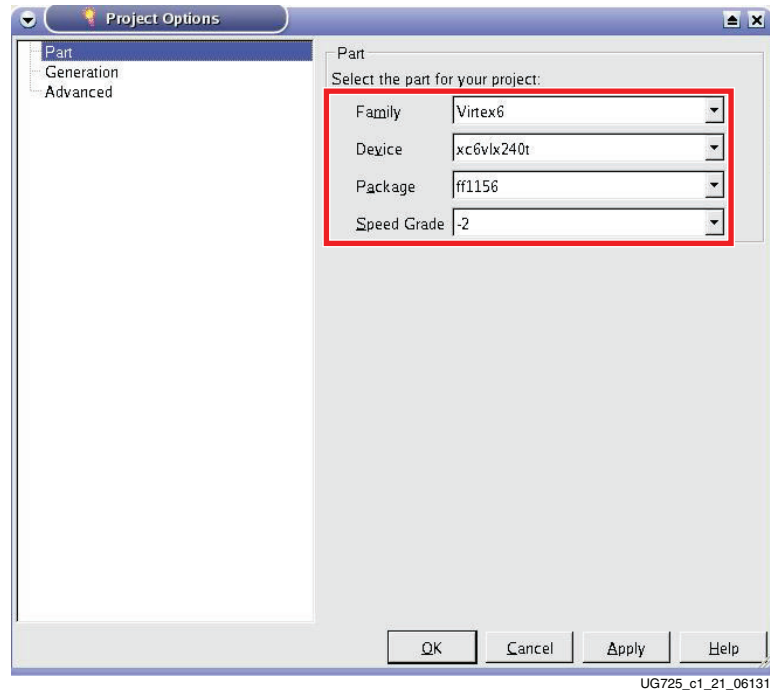 Project Options
Part
Generation
Advanced
Part
Select the part for your project:
Family Virtex6
Device xc6vlx240t
Package ff1156
Speed Grade -2
OK Cancel Apply Help
UG725_c1_21_06131